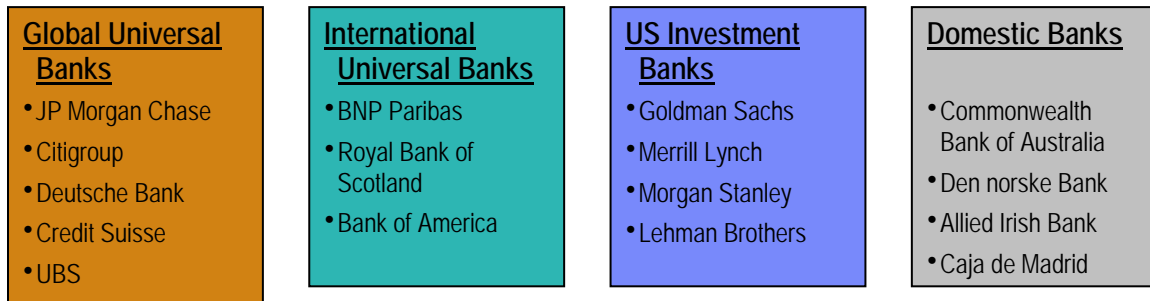 Global Universal
Banks
• JP Morgan Chase
• Citigroup
• Deutsche Bank
• Credit Suisse
• UBS
International
Universal Banks
• BNP Paribas
• Royal Bank of
Scotland
• Bank of America
US Investment
Banks
• Goldman Sachs
• Merrill Lynch
• Morgan Stanley
• Lehman Brothers
Domestic Banks
• Commonwealth
Bank of Australia
• Den norske Bank
• Allied Irish Bank
• Caja de Madrid